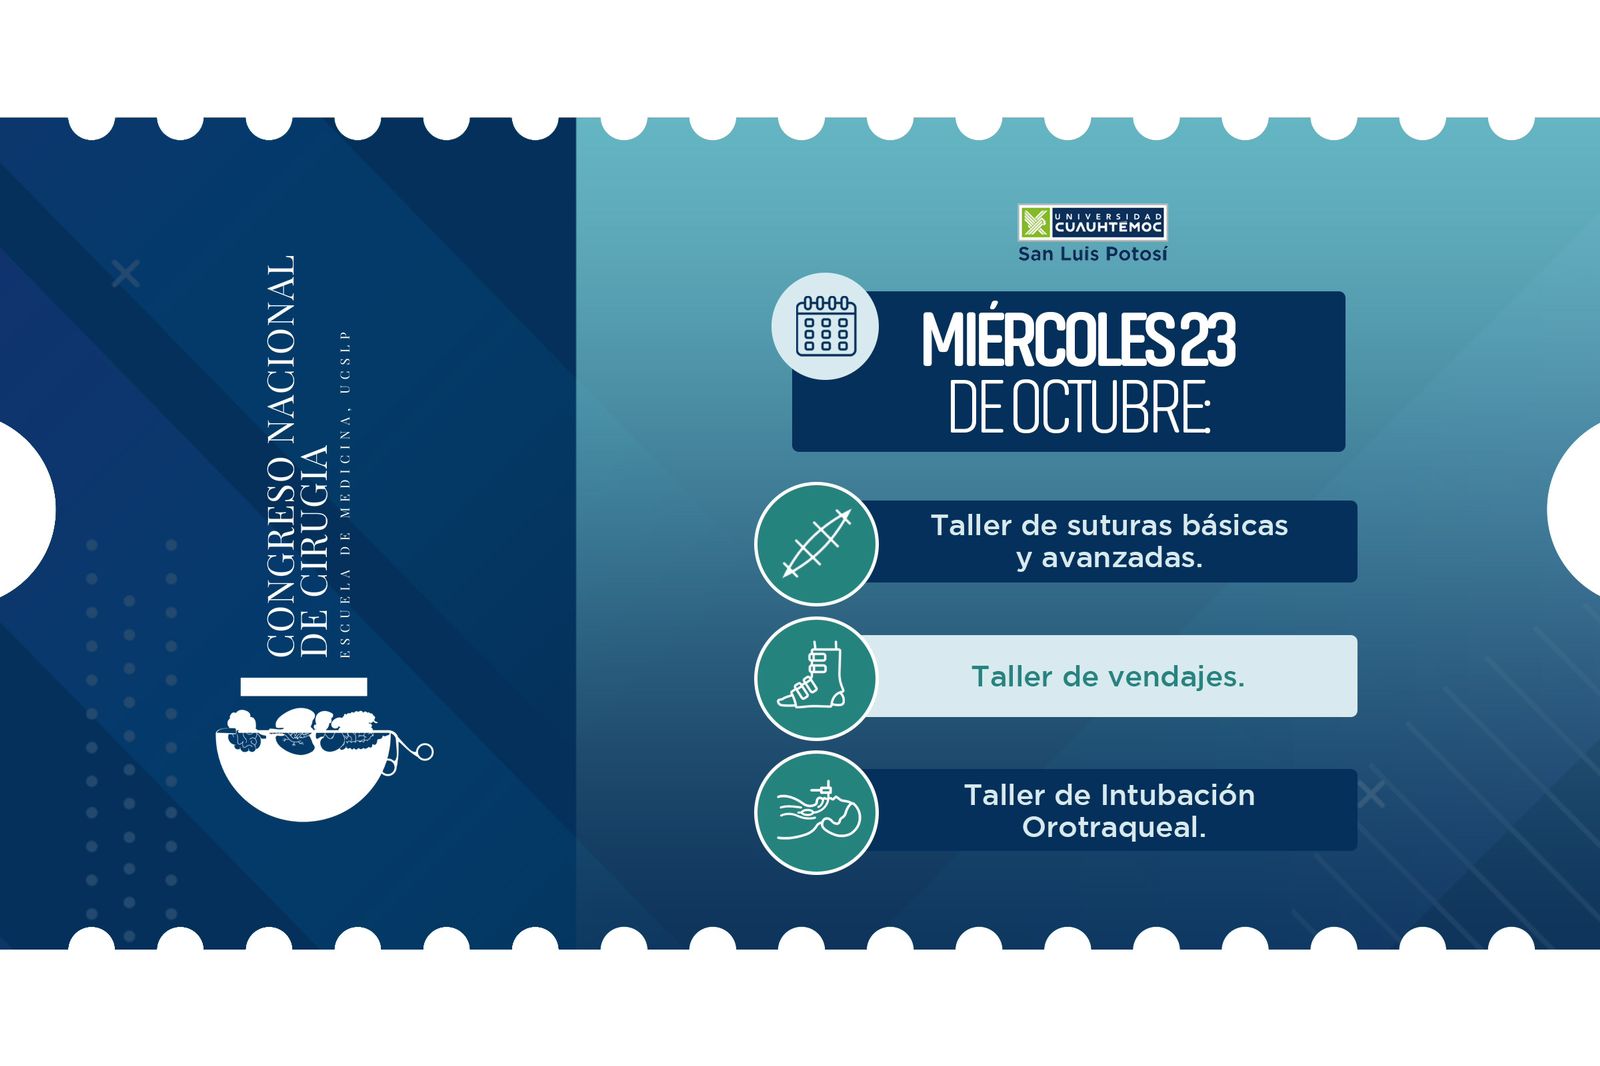 CONGRESO NACIONAL
DE CIRUGIA
ESCUELA DE MEDICINA, UCSLP
UNIVERSIDAD
CUAUHTÉMOC
San Luis Potosí
MIÉRCOLES 23
DE OCTUBRE:
Taller de suturas básicas
y avanzadas.
Taller de vendajes.
Taller de Intubación
Orotraqueal.